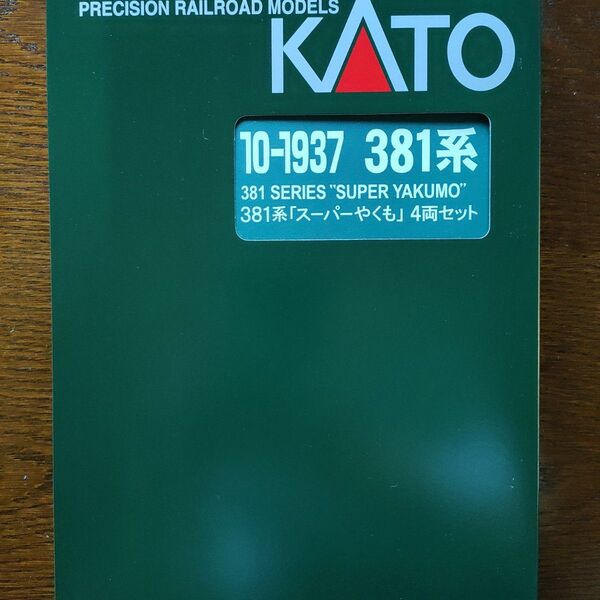 PRECISION RAILROAD MODELS
KATO
10-1937 381系
381 SERIES "SUPER YAKUMO"
381系「スーパーやくも」 4両セット